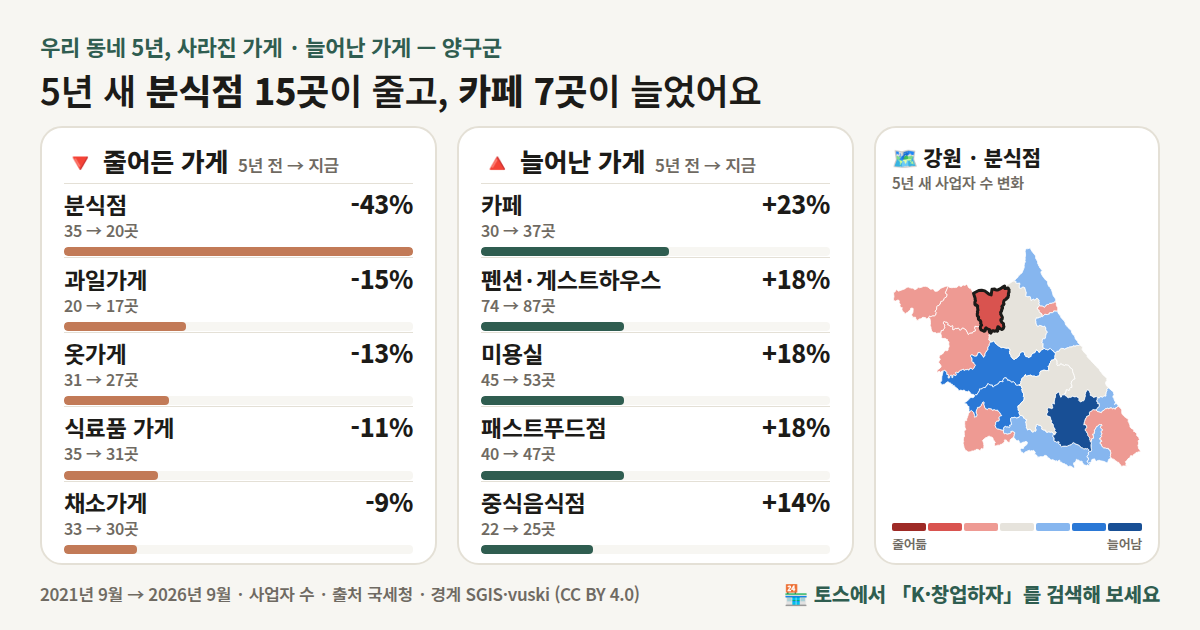 우리 동네 5년, 사라진 가게 · 늘어난 가게 — 양구군
5년 새 분식점 15곳이 줄고, 카페 7곳이 늘었어요
🔻 줄어든 가게 5년 전 → 지금
분식점 -43%
35 → 20곳
과일가게 -15%
20 → 17곳
옷가게 -13%
31 → 27곳
식료품 가게 -11%
35 → 31곳
채소가게 -9%
33 → 30곳
🔺 늘어난 가게 5년 전 → 지금
카페 +23%
30 → 37곳
펜션·게스트하우스 +18%
74 → 87곳
미용실 +18%
45 → 53곳
패스트푸드점 +18%
40 → 47곳
중식음식점 +14%
22 → 25곳
🗺️ 강원 · 분식점
5년 새 사업자 수 변화
줄어듦 늘어남
2021년 9월 → 2026년 9월 · 사업자 수 · 출처 국세청 · 경계 SGIS·vuski (CC BY 4.0)
🏪 토스에서 「K·창업하자」를 검색해 보세요